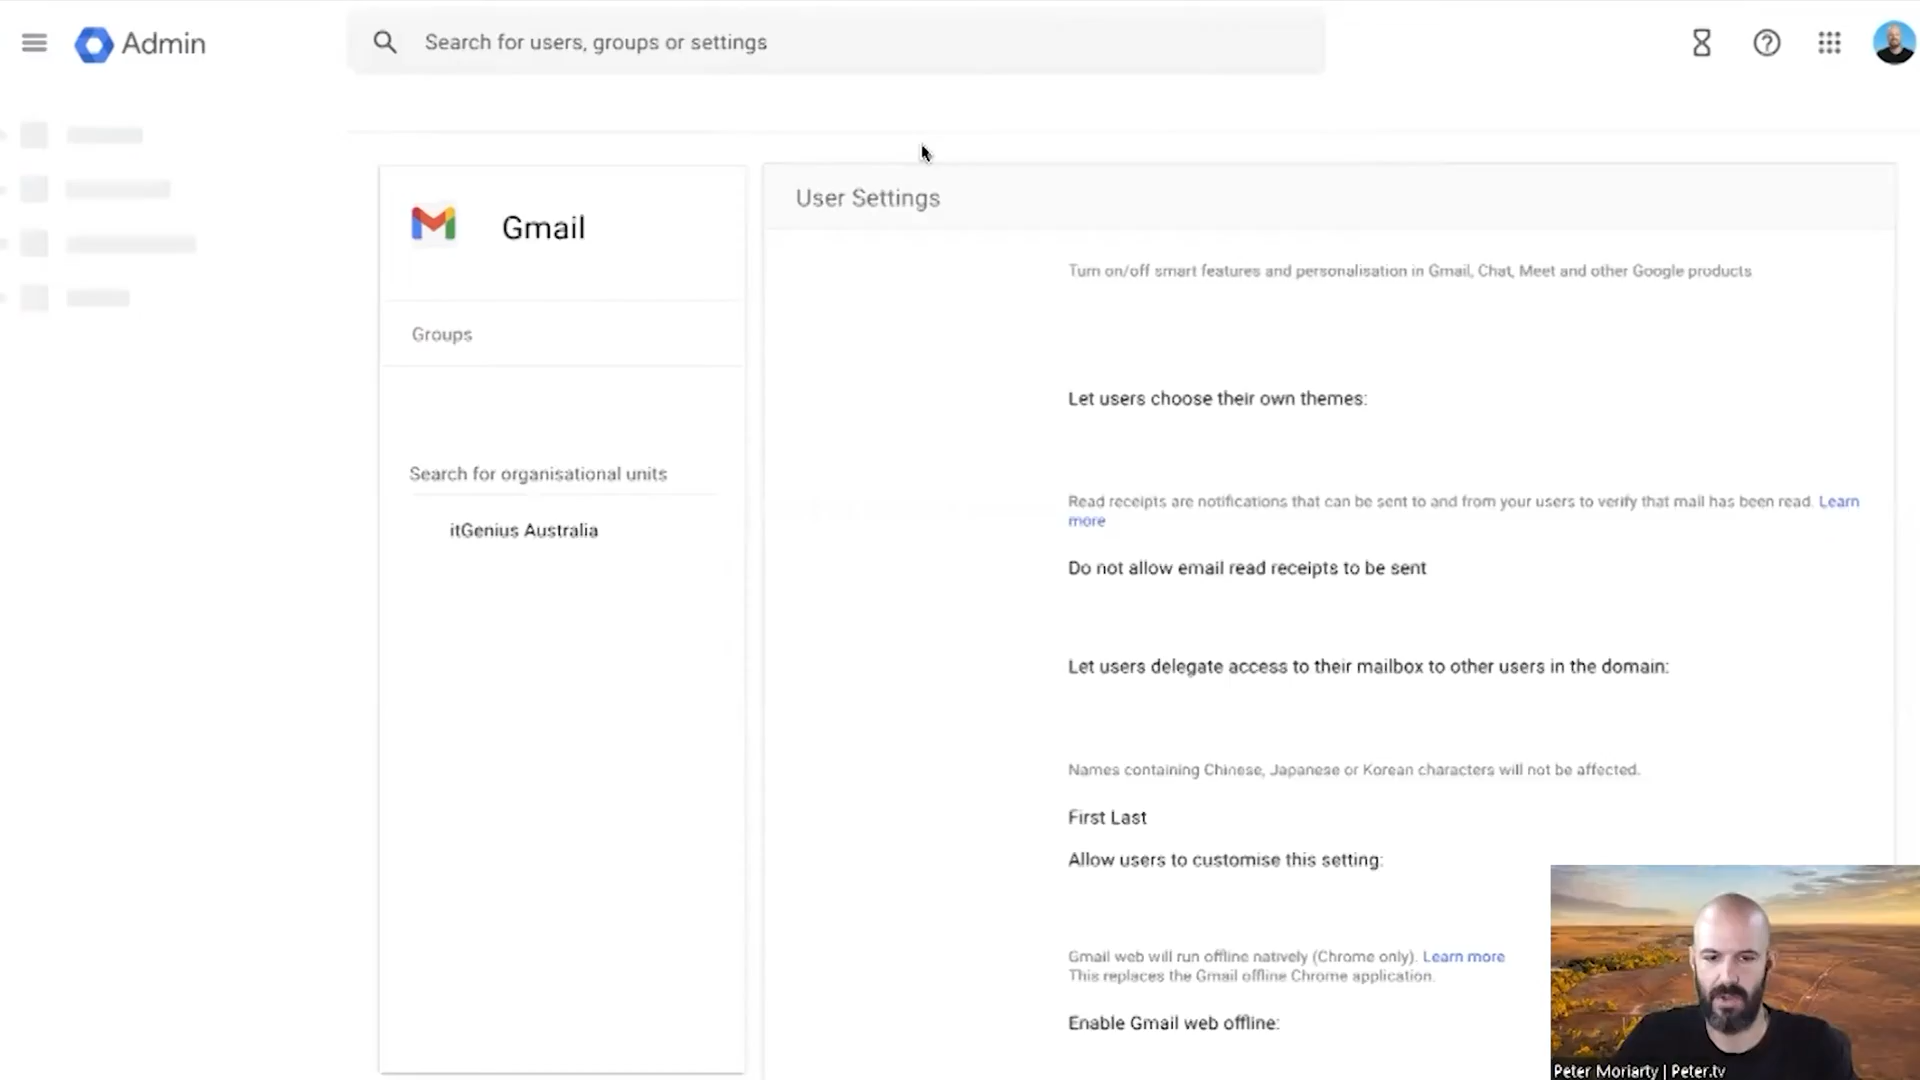 Admin
Search for users, groups or settings
Gmail
Groups
Search for organisational units
itGenius Australia
User Settings
Turn on/off smart features and personalisation in Gmail, Chat, Meet and other Google products
Let users choose their own themes:
Read receipts are notifications that can be sent to and from your users to verify that mail has been read. Learn
more
Do not allow email read receipts to be sent
Let users delegate access to their mailbox to other users in the domain:
Names containing Chinese, Japanese or Korean characters will not be affected.
First Last
Allow users to customise this setting:
Gmail web will run offline natively (Chrome only). Learn more
This replaces the Gmail offline Chrome application.
Enable Gmail web offline:
Peter Moriarty | Peter.tv